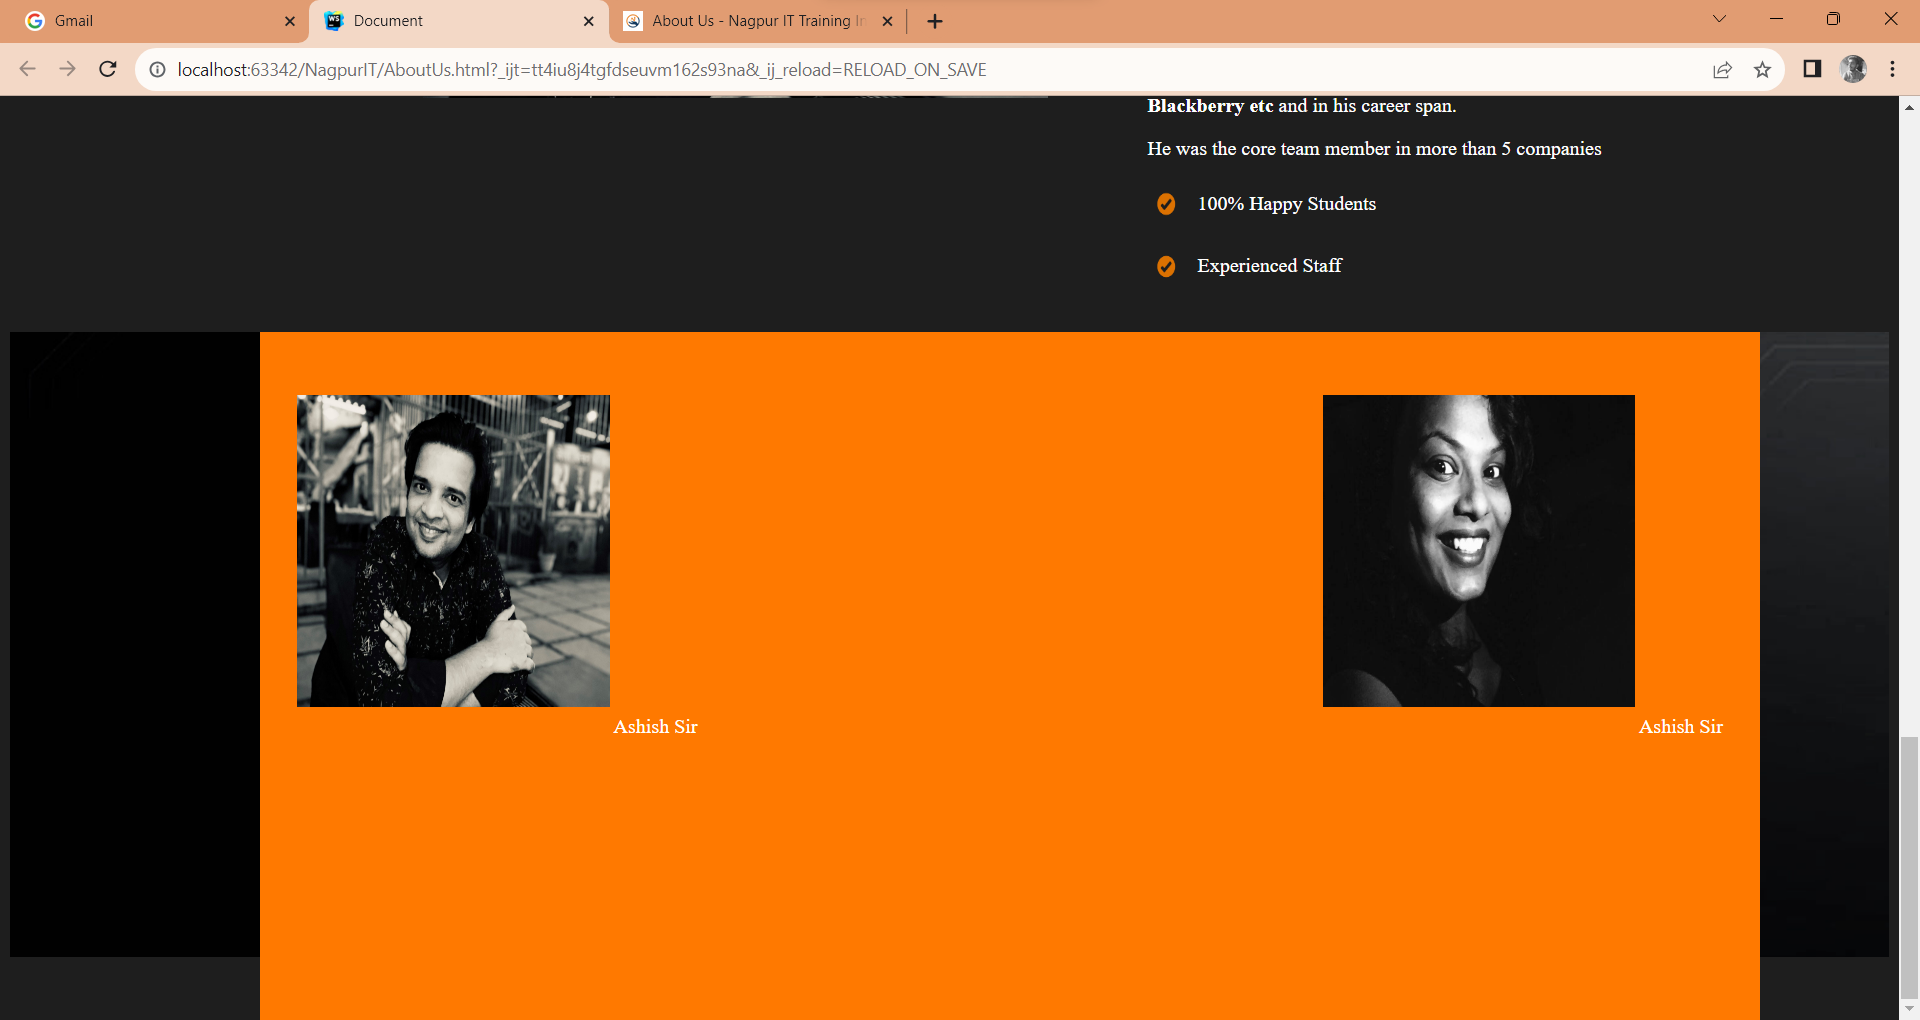 Gmail
Document
About Us - Nagpur IT Training In
localhost:63342/NagpurIT/AboutUs.html?_ijt=tt4iu8j4tgfdseuvm162s93na&_ij_reload=RELOAD_ON_SAVE
Blackberry etc and in his career span.
He was the core team member in more than 5 companies
100% Happy Students
Experienced Staff
Ashish Sir
Ashish Sir